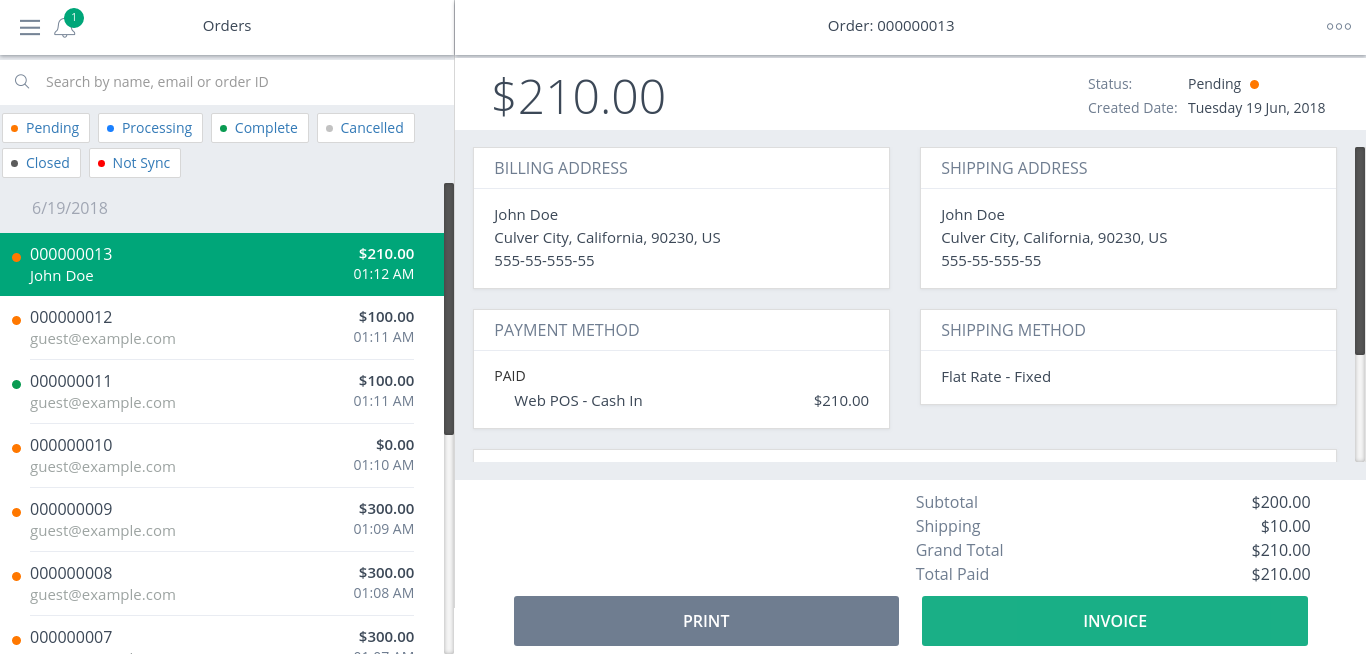 1
Orders
Search by name, email or order ID
Pending
Processing
Complete
Cancelled
Closed
Not Sync
6/19/2018
000000013 $210.00
John Doe 01:12 AM
000000012 $100.00
guest@example.com 01:11 AM
000000011 $100.00
guest@example.com 01:11 AM
000000010 $0.00
guest@example.com 01:10 AM
000000009 $300.00
guest@example.com 01:09 AM
000000008 $300.00
guest@example.com 01:08 AM
000000007 $300.00
Order: 000000013
$210.00
Status: Pending
Created Date: Tuesday 19 Jun, 2018
BILLING ADDRESS
John Doe
Culver City, California, 90230, US
555-55-555-55
SHIPPING ADDRESS
John Doe
Culver City, California, 90230, US
555-55-555-55
PAYMENT METHOD
PAID
Web POS - Cash In $210.00
SHIPPING METHOD
Flat Rate - Fixed
Subtotal $200.00
Shipping $10.00
Grand Total $210.00
Total Paid $210.00
PRINT
INVOICE